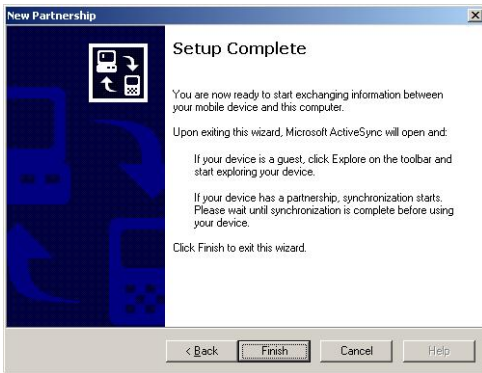 New Partnership
Setup Complete
You are now ready to start exchanging information between
your mobile device and this computer.
Upon exiting this wizard, Microsoft ActiveSync will open and:
If your device is a guest, click Explore on the toolbar and
start exploring your device.
If your device has a partnership, synchronization starts.
Please wait until synchronization is complete before using
your device.
Click Finish to exit this wizard.
< Back Finish Cancel Help